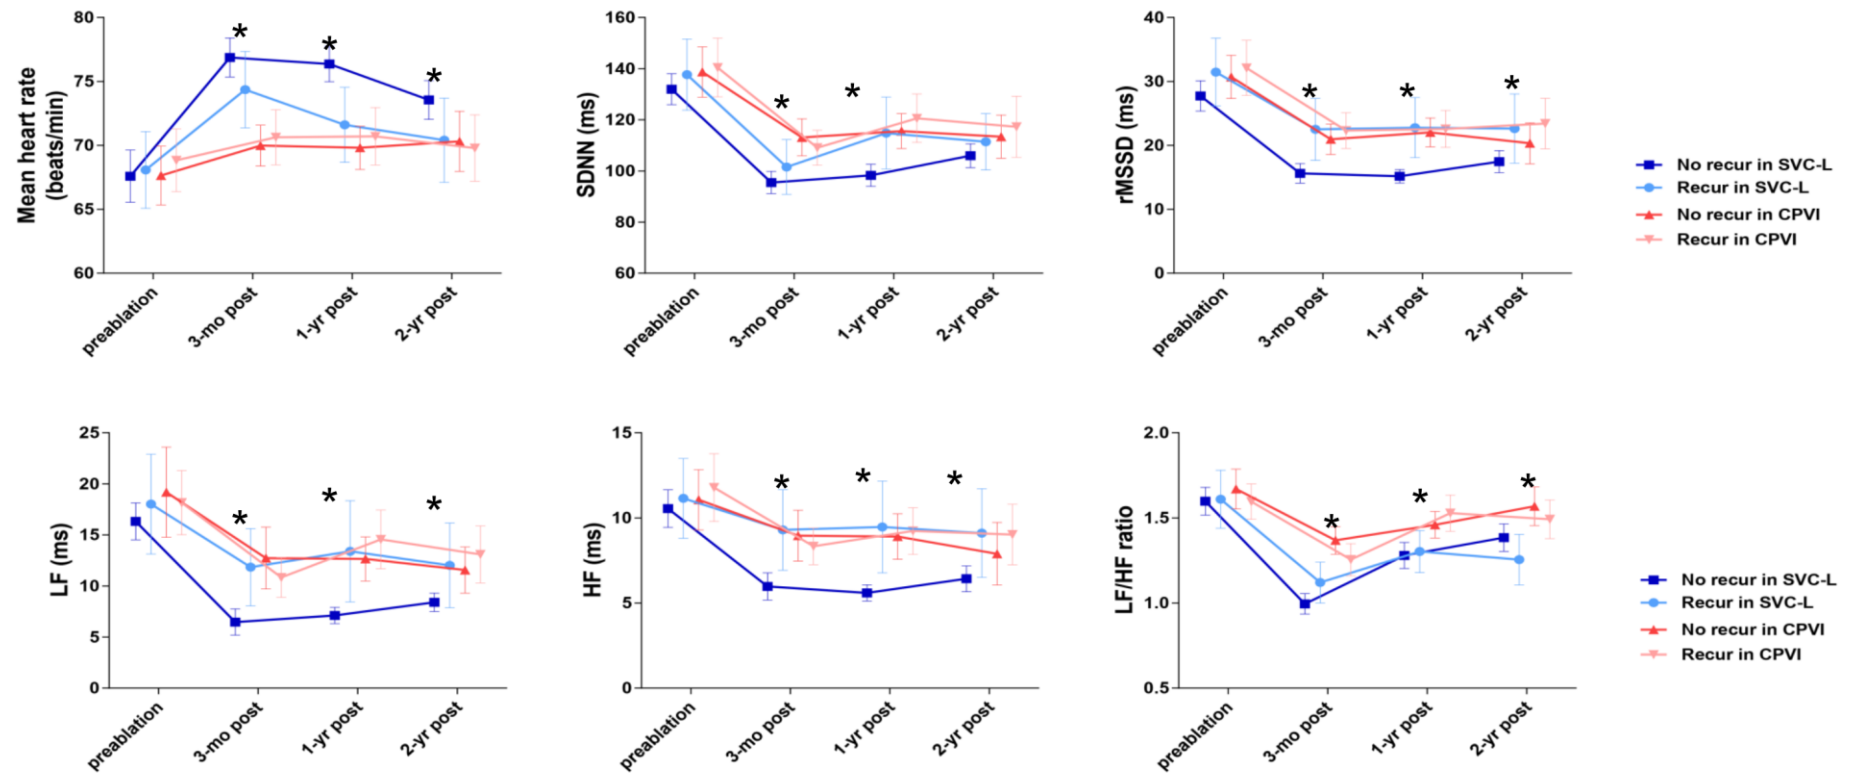 Mean heart rate
(beats/min)
80
75
70
65
60
*
*
*
preablation
3-mo post
1-yr post
2-yr post
SDNN (ms)
160
140
120
100
80
60
*
*
preablation
3-mo post
1-yr post
2-yr post
rMSSD (ms)
40
30
20
10
0
*
*
*
preablation
3-mo post
1-yr post
2-yr post
No recur in SVC-L
Recur in SVC-L
No recur in CPVI
Recur in CPVI
LF (ms)
25
20
15
10
5
0
*
*
*
preablation
3-mo post
1-yr post
2-yr post
HF (ms)
15
10
5
0
*
*
*
preablation
3-mo post
1-yr post
2-yr post
LF/HF ratio
2.0
1.5
1.0
0.5
*
*
*
preablation
3-mo post
1-yr post
2-yr post
No recur in SVC-L
Recur in SVC-L
No recur in CPVI
Recur in CPVI